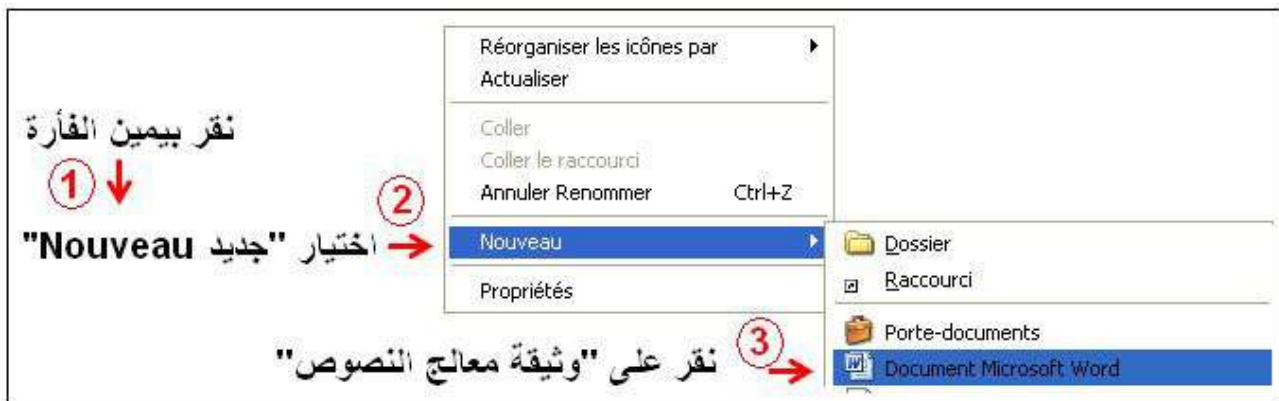 Réorganiser les icônes par
Actualiser
Coller
Coller le raccourci
Annuler Renommer Ctrl+Z
Nouveau
Propriétés
Dossier
Raccourci
Porte-documents
Document Microsoft Word
نقر بيمين الفأرة
1
2
اختيار "جديد Nouveau"
3
نقر على "وثيقة معالج النصوص"